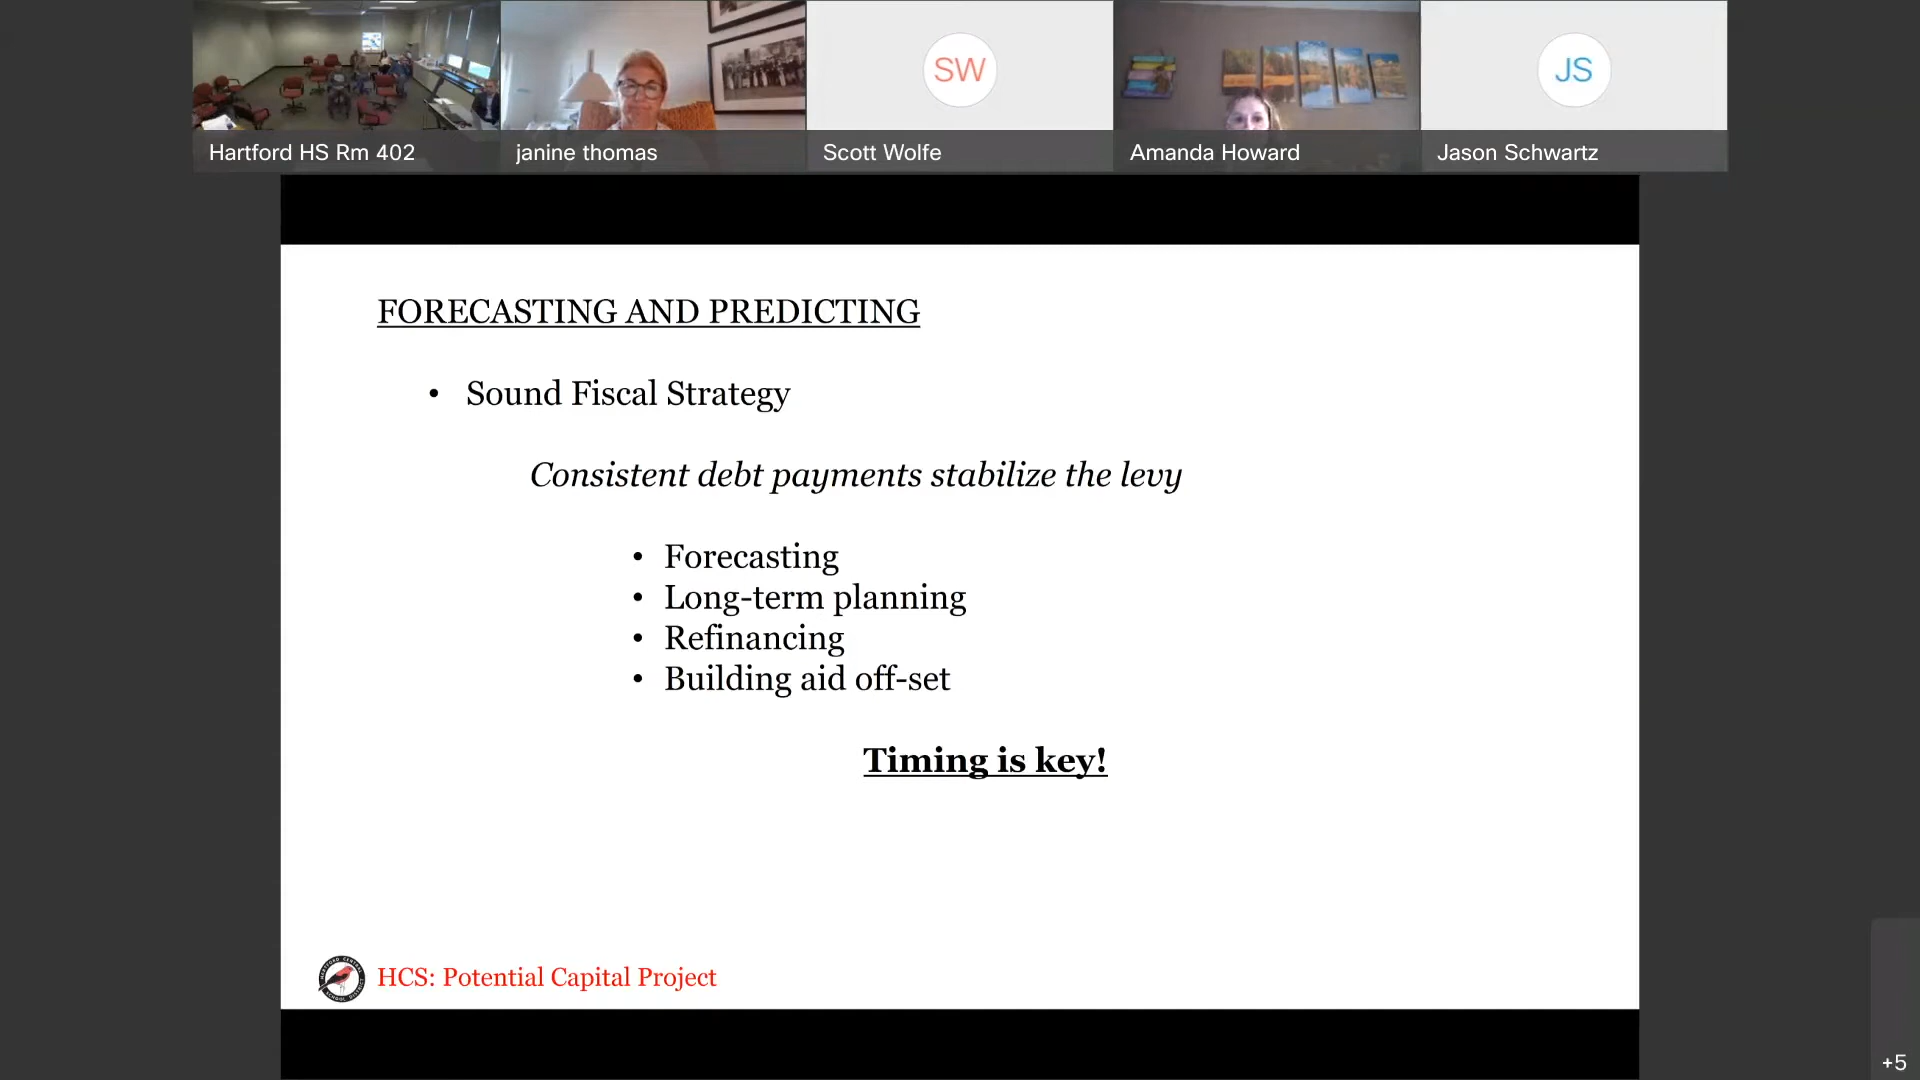 Hartford HS Rm 402
janine thomas
SW
Scott Wolfe
Amanda Howard
JS
Jason Schwartz
FORECASTING AND PREDICTING
• Sound Fiscal Strategy
Consistent debt payments stabilize the levy
• Forecasting
• Long-term planning
• Refinancing
• Building aid off-set
Timing is key!
HCS: Potential Capital Project
+5